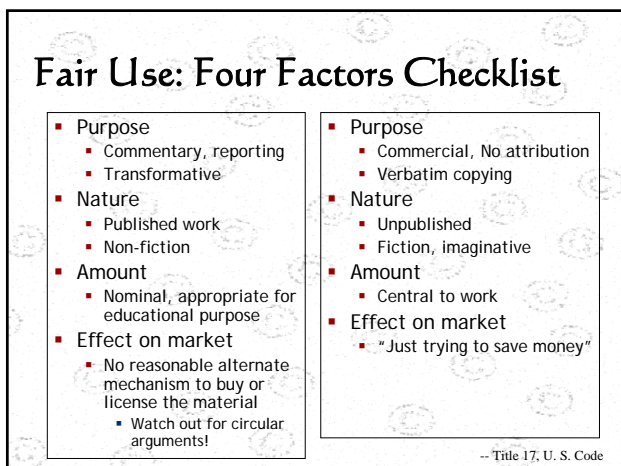 Fair Use: Four Factors Checklist
▪ Purpose
▪ Commentary, reporting
▪ Transformative
▪ Nature
▪ Published work
▪ Non-fiction
▪ Amount
▪ Nominal, appropriate for
educational purpose
▪ Effect on market
▪ No reasonable alternate
mechanism to buy or
license the material
▪ Watch out for circular
arguments!
▪ Purpose
▪ Commercial, No attribution
▪ Verbatim copying
▪ Nature
▪ Unpublished
▪ Fiction, imaginative
▪ Amount
▪ Central to work
▪ Effect on market
▪ “Just trying to save money”
-- Title 17, U. S. Code